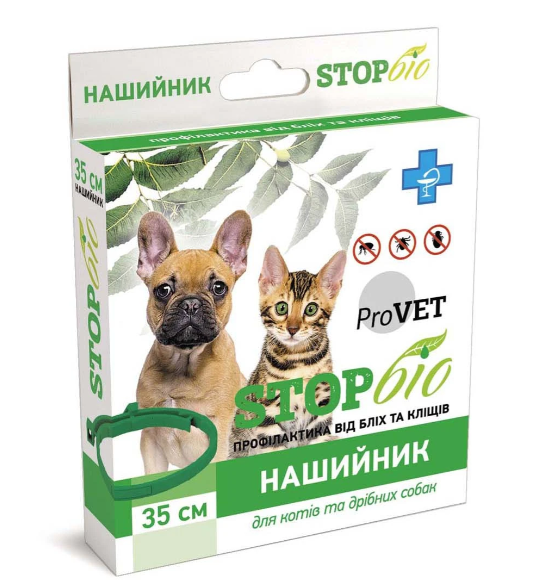 НАШИЙНИК
STOPбіо
профілактика від бліх та кліщів
35 см
НАШИЙНИК
STOPбіо
ProVET
STOPбіо
ПРОФІЛАКТИКА ВІД БЛІХ ТА КЛІЩІВ
НАШИЙНИК
35 см
для котів та дрібних собак